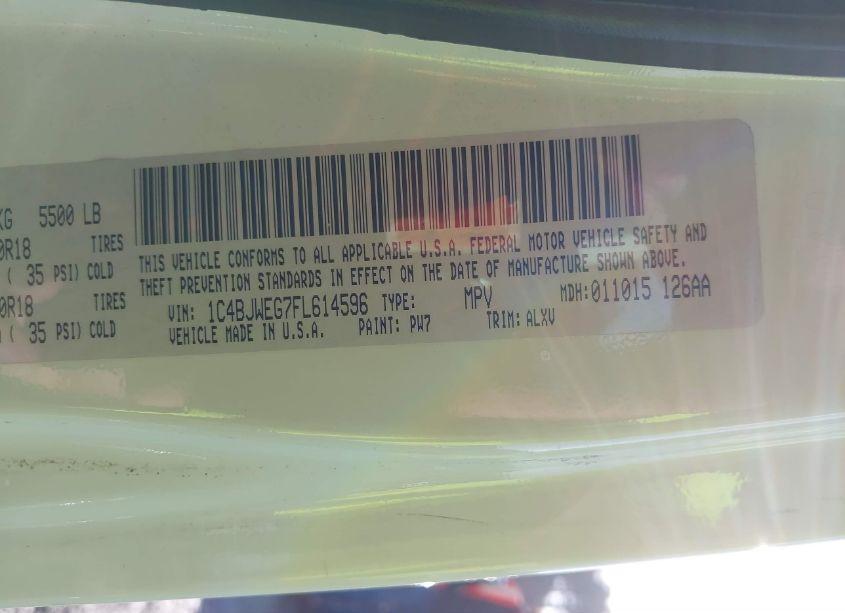 KG 5500 LB
0R18 TIRES
( 35 PSI) COLD
0R18 TIRES
( 35 PSI) COLD
THIS VEHICLE CONFORMS TO ALL APPLICABLE U.S.A. FEDERAL MOTOR VEHICLE SAFETY AND
THEFT PREVENTION STANDARDS IN EFFECT ON THE DATE OF MANUFACTURE SHOWN ABOVE.
VIN: 1C4BJWEG7FL614596 TYPE: MPV MDH:011015 126AA
VEHICLE MADE IN U.S.A. PAINT: PW7 TRIM: ALXV